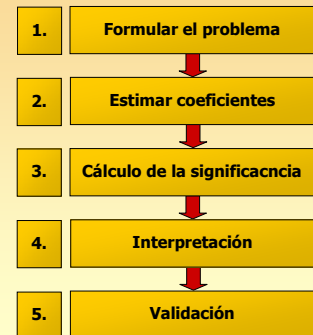 1. Formular el problema
2. Estimar coeficientes
3. Cálculo de la significacncia
4. Interpretación
5. Validación